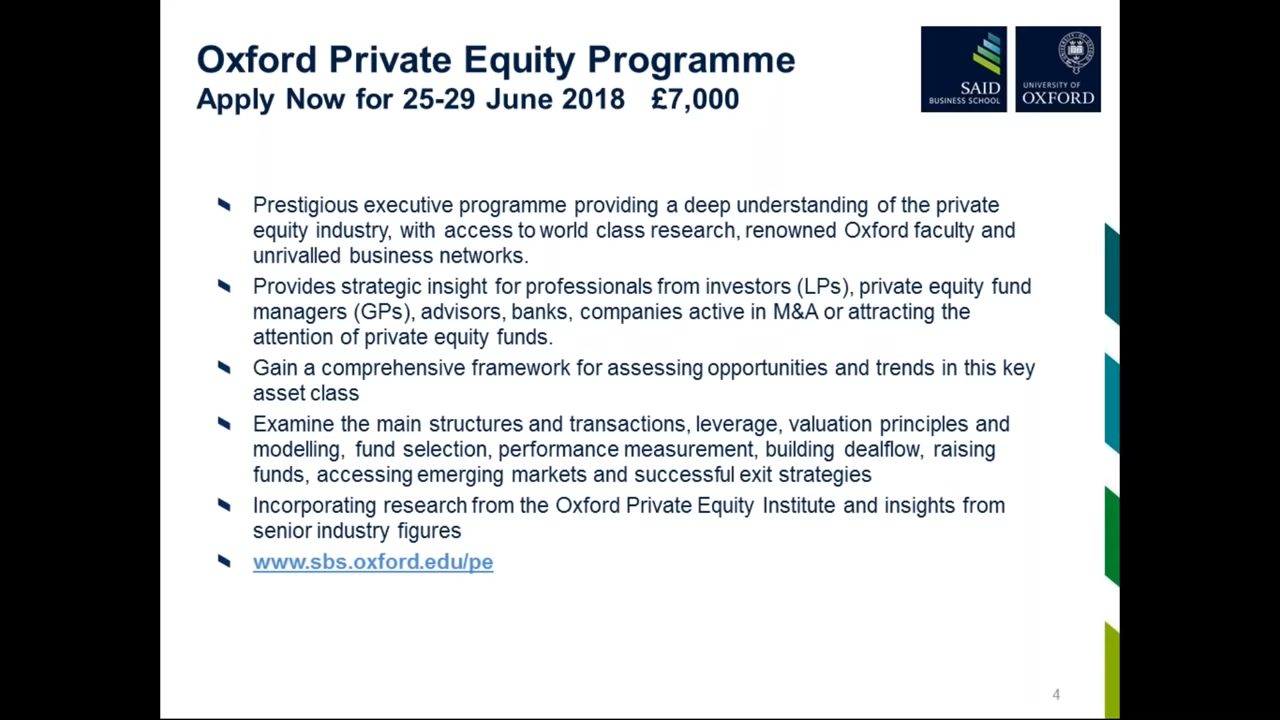 Oxford Private Equity Programme
Apply Now for 25-29 June 2018 £7,000
SAID
BUSINESS SCHOOL
UNIVERSITY OF
OXFORD
Prestigious executive programme providing a deep understanding of the private
equity industry, with access to world class research, renowned Oxford faculty and
unrivalled business networks.
Provides strategic insight for professionals from investors (LPs), private equity fund
managers (GPs), advisors, banks, companies active in M&A or attracting the
attention of private equity funds.
Gain a comprehensive framework for assessing opportunities and trends in this key
asset class
Examine the main structures and transactions, leverage, valuation principles and
modelling, fund selection, performance measurement, building dealflow, raising
funds, accessing emerging markets and successful exit strategies
Incorporating research from the Oxford Private Equity Institute and insights from
senior industry figures
www.sbs.oxford.edu/pe
4